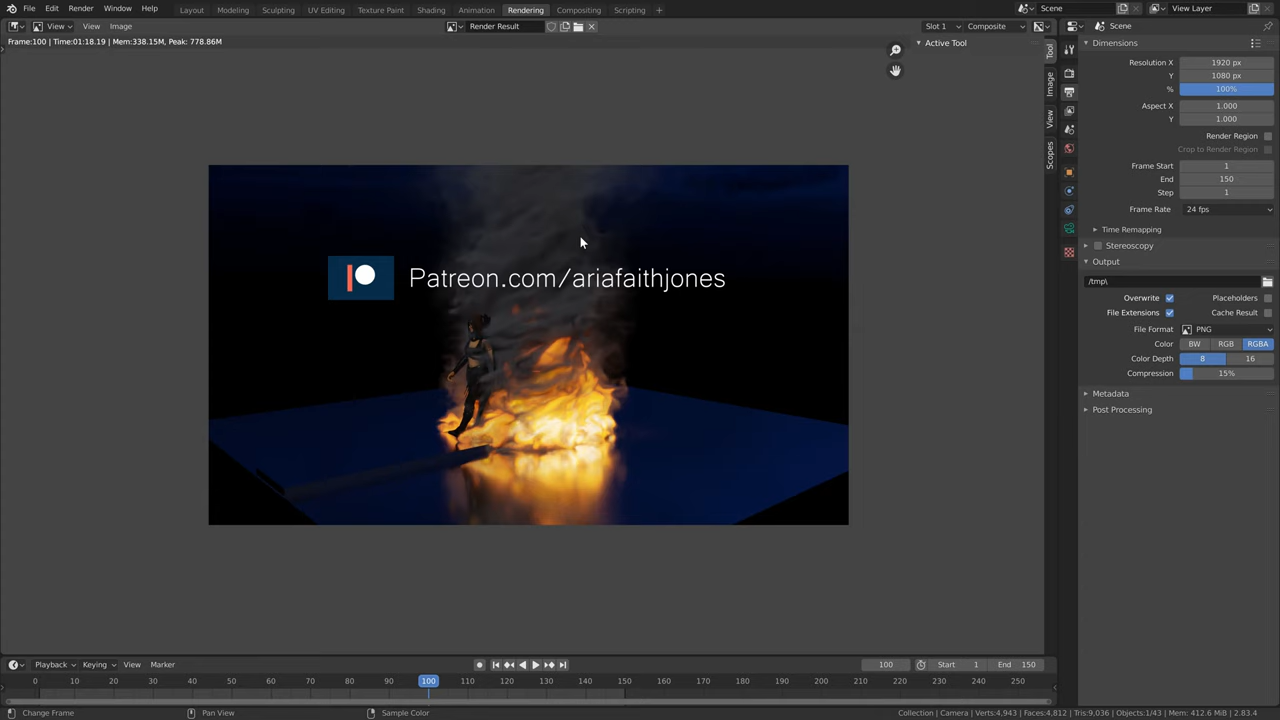 File Edit Render Window Help Layout Modeling Sculpting UV Editing Texture Paint Shading Animation Rendering Compositing Scripting + Scene View Layer
View View Image Render Result Slot 1 Composite Scene
Frame:100 | Time:01:18.19 | Mem:338.15M, Peak: 778.86M
Active Tool
Tool
Image
View
Scopes
Dimensions
Resolution X 1920 px
Y 1080 px
% 100%
Aspect X 1.000
Y 1.000
Render Region
Crop to Render Region
Frame Start 1
End 150
Step 1
Frame Rate 24 fps
Time Remapping
Stereoscopy
Output
/tmp\
Overwrite Placeholders
File Extensions Cache Result
File Format PNG
Color BW RGB RGBA
Color Depth 8 16
Compression 15%
Metadata
Post Processing
Patreon.com/ariafaithjones
Playback Keying View Marker 100 Start 1 End 150
0 10 20 30 40 50 60 70 80 90 100 110 120 130 140 150 160 170 180 190 200 210 220 230 240 250
Change Frame Pan View Sample Color Collection | Camera | Verts:4,943 | Faces:4,812 | Tris:9,036 | Objects:1/43 | Mem: 412.6 MiB | 2.83.4